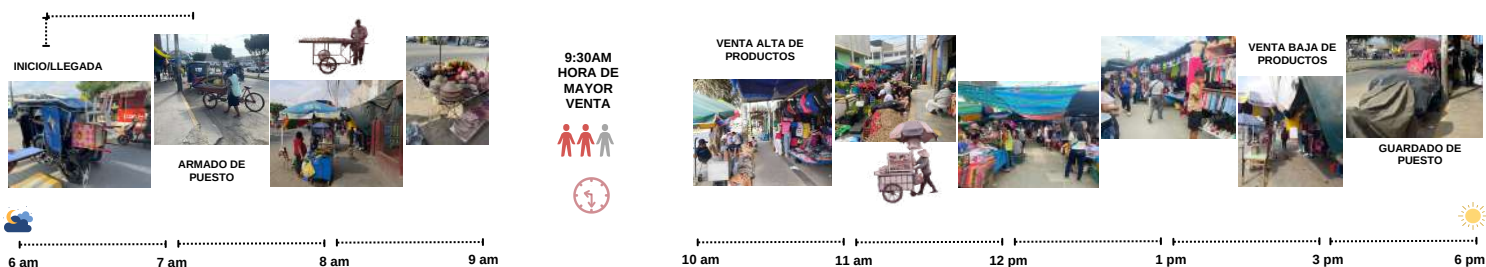 INICIO/LLEGADA
ARMADO DE
PUESTO
9:30AM
HORA DE
MAYOR
VENTA
VENTA ALTA DE
PRODUCTOS
VENTA BAJA DE
PRODUCTOS
GUARDADO DE
PUESTO
6 am
7 am
8 am
9 am
10 am
11 am
12 pm
1 pm
3 pm
6 pm